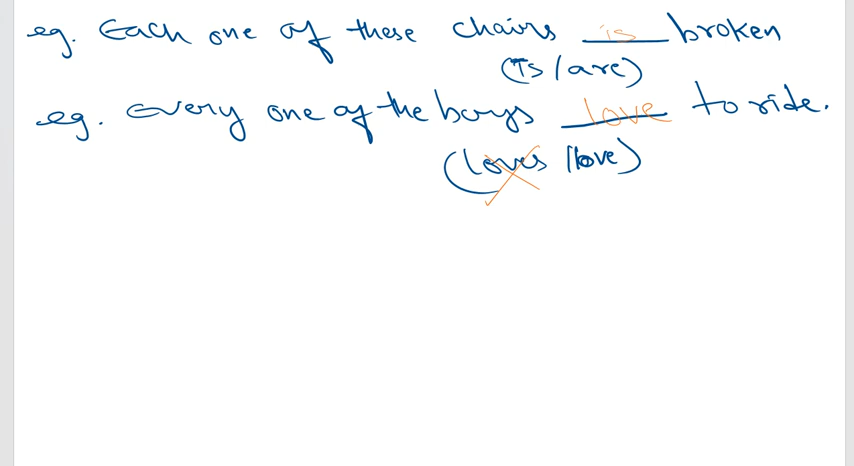 eg. Each one of these chairs is broken
(is/are)
eg. Every one of the boys love to ride.
(loves/love)